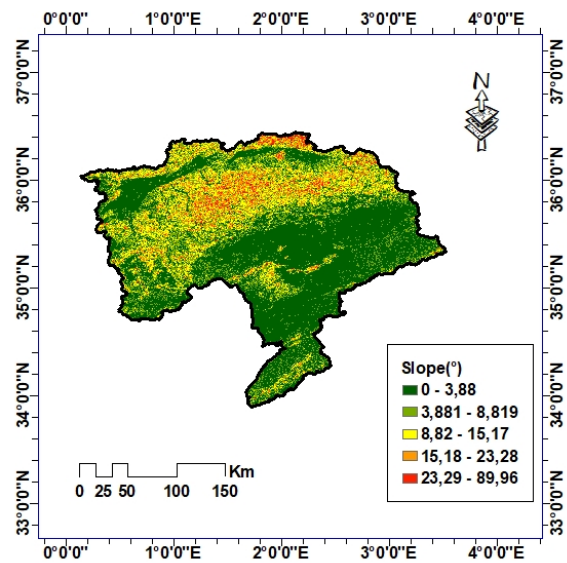 0°0'0" 1°0'0"E 2°0'0"E 3°0'0"E 4°0'0"E
37°0'0"N 37°0'0"N
N
36°0'0"N 36°0'0"N
35°0'0"N 35°0'0"N
Slope(°)
0 - 3,88
3,881 - 8,819
8,82 - 15,17
15,18 - 23,28
23,29 - 89,96
34°0'0"N 34°0'0"N
Km
0 25 50 100 150
33°0'0"N 33°0'0"N
0°0'0" 1°0'0"E 2°0'0"E 3°0'0"E 4°0'0"E